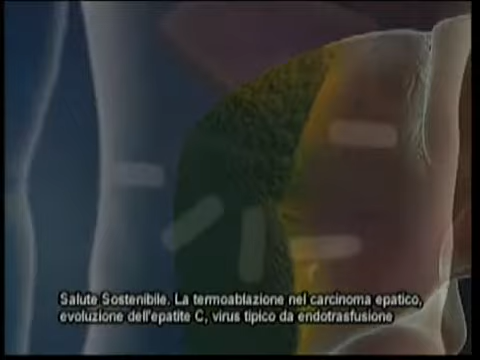 Salute Sostenibile. La termoablazione nel carcinoma epatico,
evoluzione dell'epatite C, virus tipico da endotrasfusione